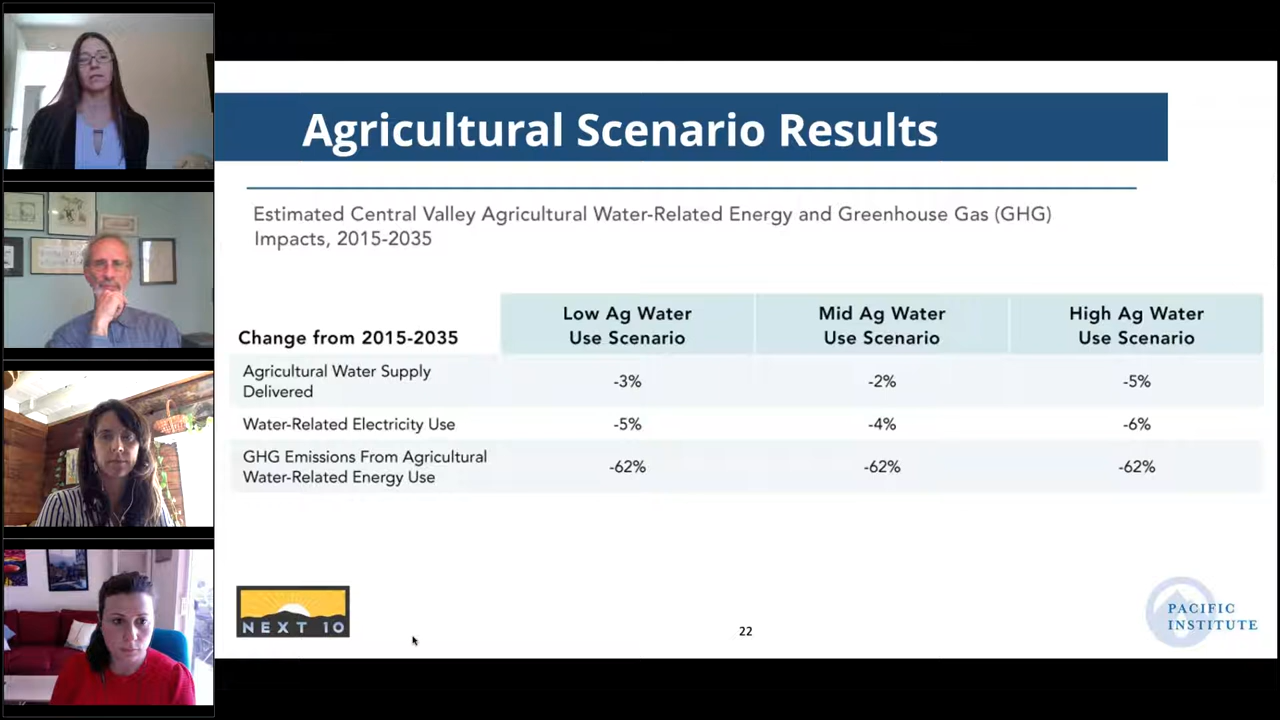 Agricultural Scenario Results
Estimated Central Valley Agricultural Water-Related Energy and Greenhouse Gas (GHG)
Impacts, 2015-2035
Change from 2015-2035
Low Ag Water
Use Scenario
Mid Ag Water
Use Scenario
High Ag Water
Use Scenario
Agricultural Water Supply
Delivered
-3%
-2%
-5%
Water-Related Electricity Use
-5%
-4%
-6%
GHG Emissions From Agricultural
Water-Related Energy Use
-62%
-62%
-62%
NEXT 10
22
PACIFIC
INSTITUTE